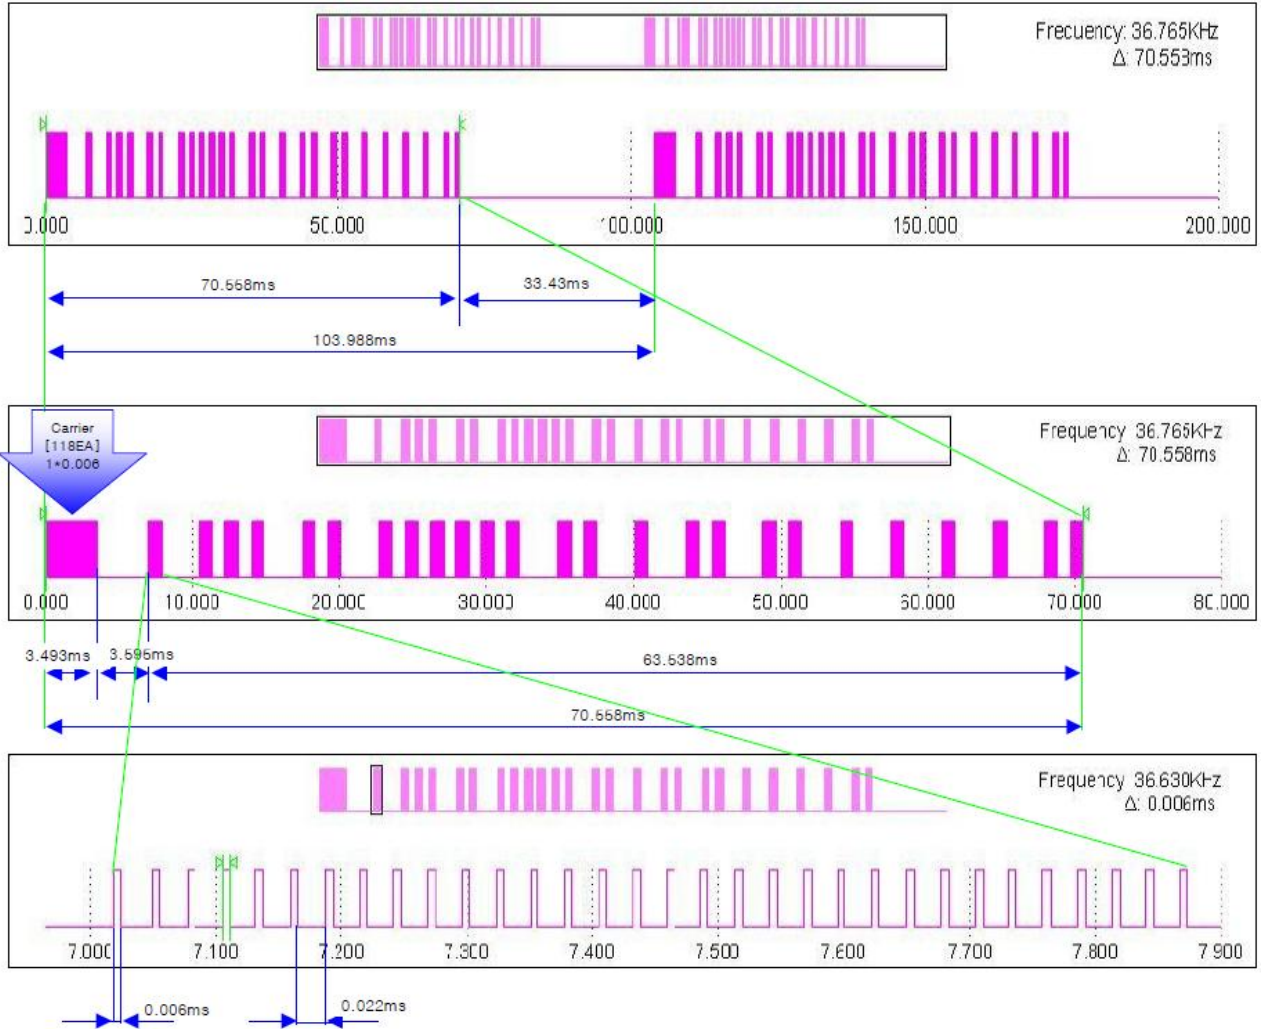 Frecuency: 36.765KHz
Δ: 70.553ms
0.000 50.000 100.000 150.000 200.000
70.558ms
33.43ms
103.988ms
Carrier
[118EA]
1*0.006
Frequency 36.765KHz
Δ: 70.558ms
0.000 10.000 20.000 30.000 40.000 50.000 60.000 70.000 80.000
3.493ms 3.595ms 63.538ms
70.558ms
Frequency 36.630KHz
Δ: 0.006ms
7.000 7.100 7.200 7.300 7.400 7.500 7.600 7.700 7.800 7.900
0.006ms 0.022ms